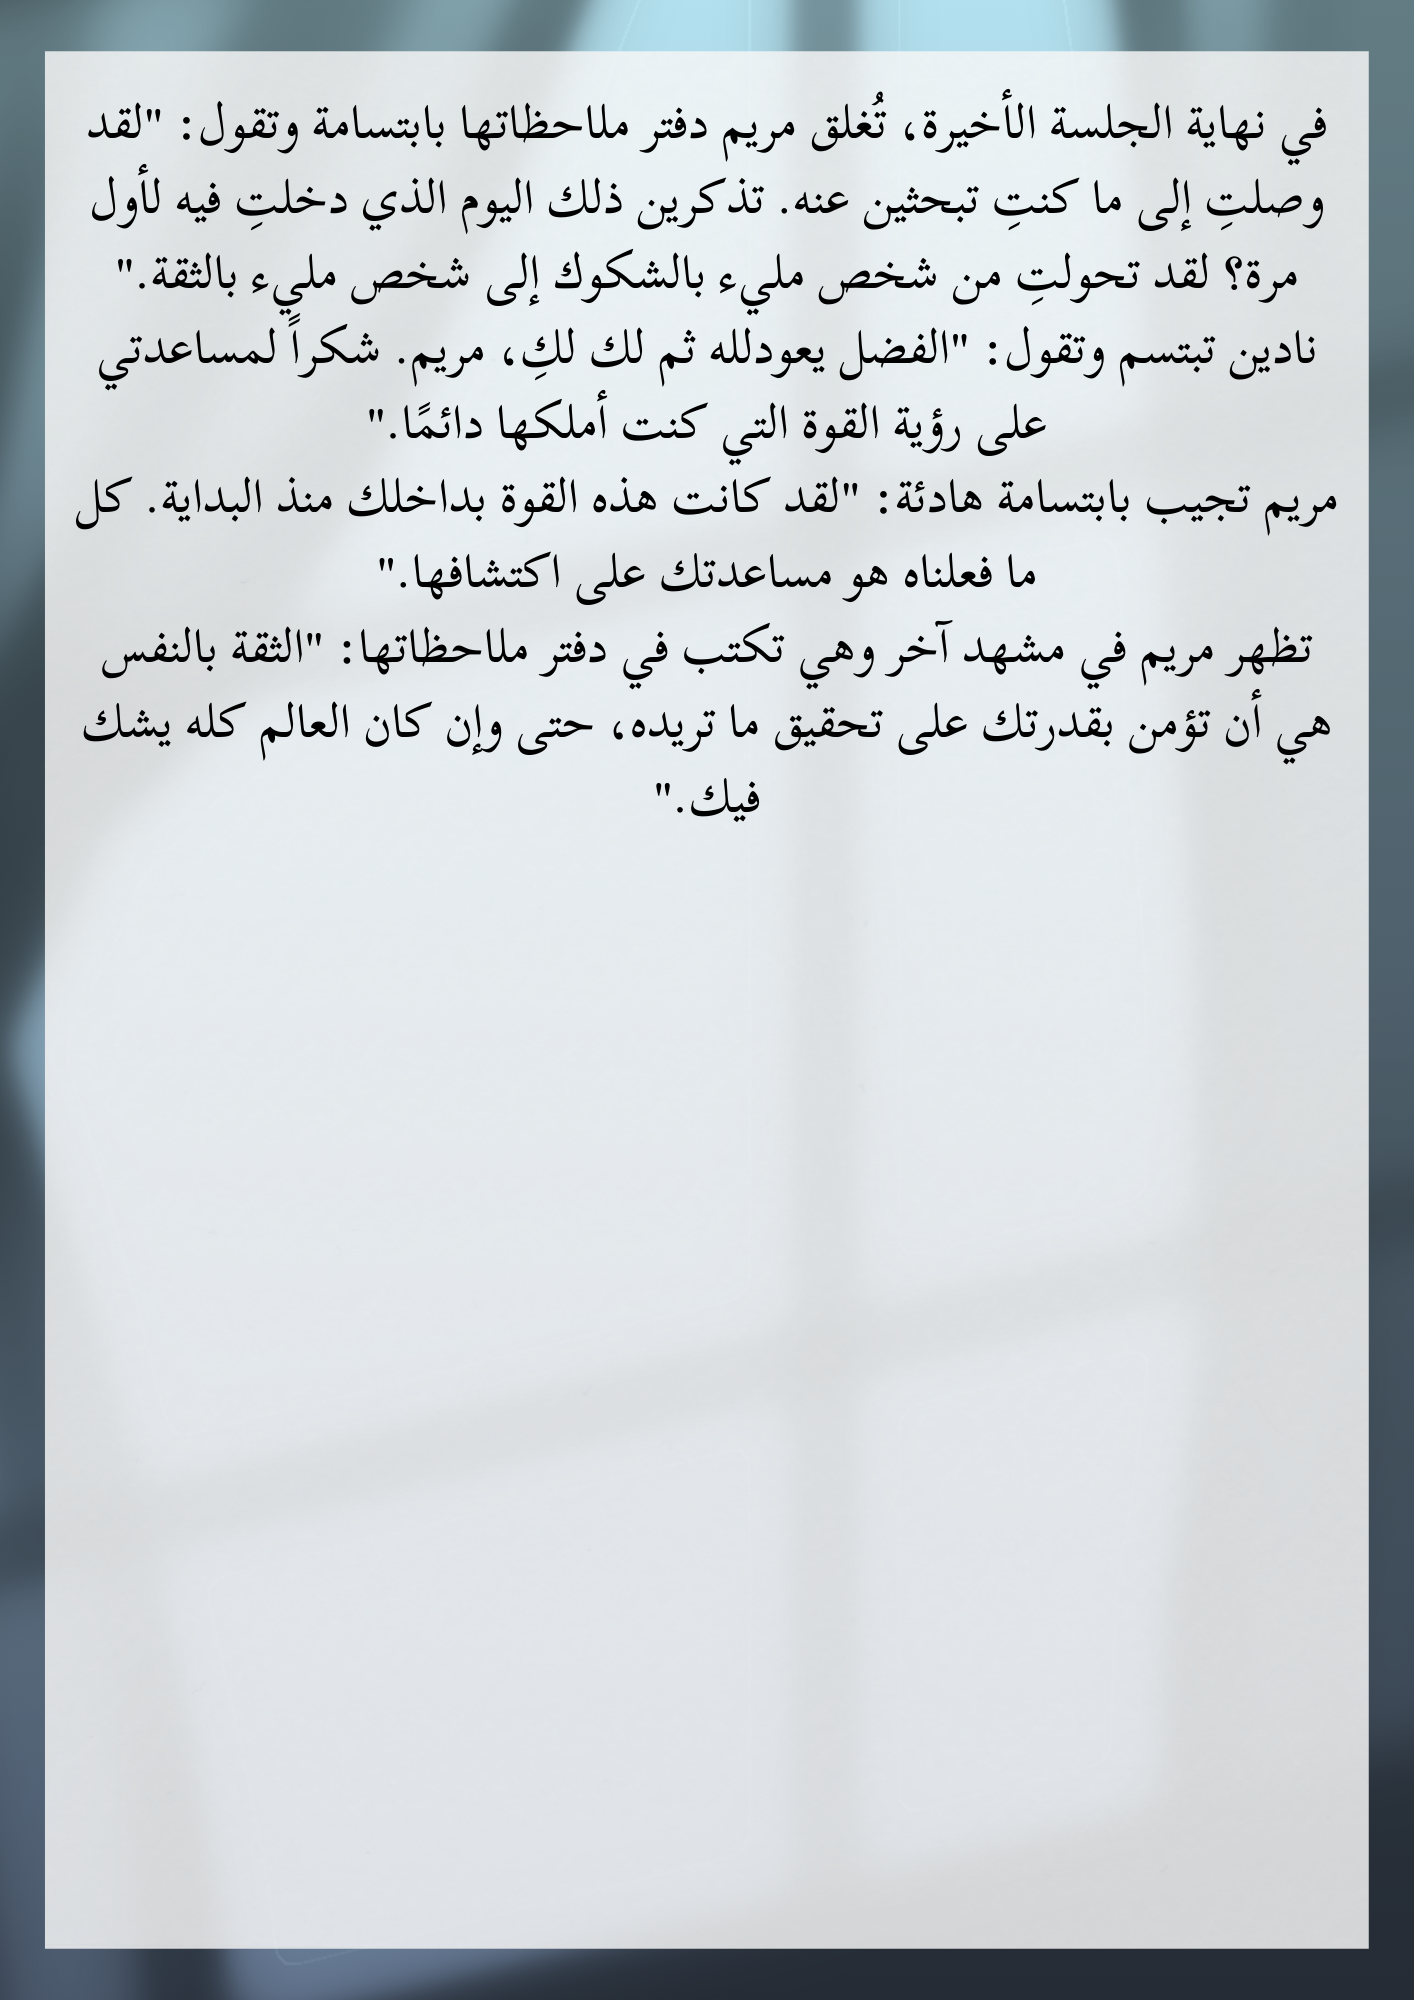 في نهاية الجلسة الأخيرة، تُغلق مريم دفتر ملاحظاتها بابتسامة وتقول: "لقد
وصلتِ إلى ما كنتِ تبحثين عنه. تذكرين ذلك اليوم الذي دخلتِ فيه لأول
مرة؟ لقد تحولتِ من شخص مليء بالشكوك إلى شخص مليء بالثقة."
نادين تبتسم وتقول: "الفضل يعودلله ثم لك لكِ، مريم. شكراً لمساعدتي
على رؤية القوة التي كنت أملكها دائمًا."
مريم تجيب بابتسامة هادئة: "لقد كانت هذه القوة بداخلك منذ البداية. كل
ما فعلناه هو مساعدتك على اكتشافها."
تظهر مريم في مشهد آخر وهي تكتب في دفتر ملاحظاتها: "الثقة بالنفس
هي أن تؤمن بقدرتك على تحقيق ما تريده، حتى وإن كان العالم كله يشك
فيك."